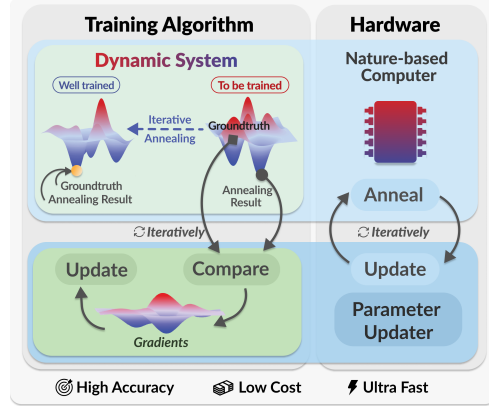 Training Algorithm
Hardware
Dynamic System
Well trained
To be trained
Iterative
Annealing
Groundtruth
Groundtruth
Annealing Result
Annealing
Result
Nature-based
Computer
Anneal
Iteratively
Iteratively
Update
Compare
Gradients
Update
Parameter
Updater
High Accuracy
Low Cost
Ultra Fast